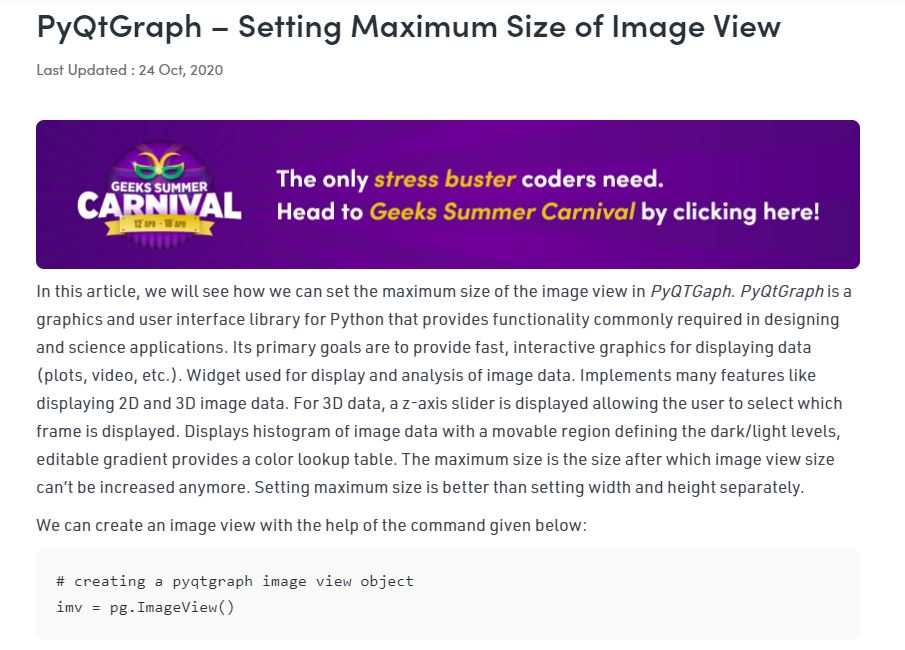 PyQtGraph – Setting Maximum Size of Image View
Last Updated : 24 Oct, 2020
GEEKS SUMMER
CARNIVAL
12 APR - 18 APR
The only stress buster coders need.
Head to Geeks Summer Carnival by clicking here!
In this article, we will see how we can set the maximum size of the image view in PyQTGaph. PyQtGraph is a
graphics and user interface library for Python that provides functionality commonly required in designing
and science applications. Its primary goals are to provide fast, interactive graphics for displaying data
(plots, video, etc.). Widget used for display and analysis of image data. Implements many features like
displaying 2D and 3D image data. For 3D data, a z-axis slider is displayed allowing the user to select which
frame is displayed. Displays histogram of image data with a movable region defining the dark/light levels,
editable gradient provides a color lookup table. The maximum size is the size after which image view size
can't be increased anymore. Setting maximum size is better than setting width and height separately.
We can create an image view with the help of the command given below:
# creating a pyqtgraph image view object
imv = pg.ImageView()